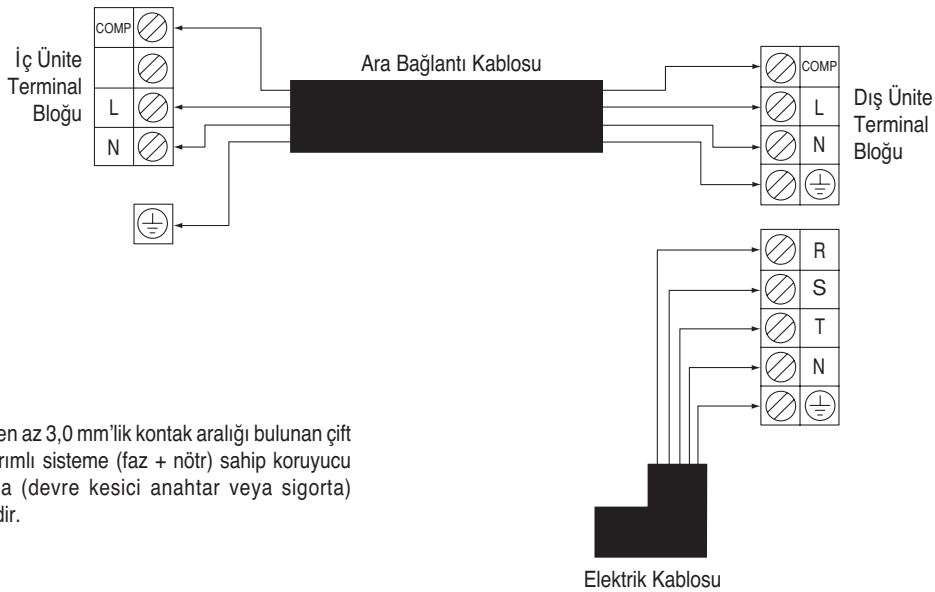 COMP
İç Ünite
Terminal
Bloğu
L
N
Ara Bağlantı Kablosu
COMP
L
N
Dış Ünite
Terminal
Bloğu
R
S
T
N
en az 3,0 mm’lik kontak aralığı bulunan çift
rımlı sisteme (faz + nötr) sahip koruyucu
a (devre kesici anahtar veya sigorta)
dir.
Elektrik Kablosu